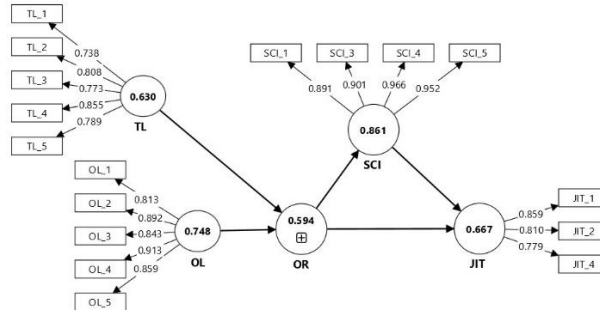 TL_1
TL_2
TL_3
TL_4
TL_5
0.738
0.808
0.773
0.855
0.789
0.630
TL
OL_1
OL_2
OL_3
OL_4
OL_5
0.813
0.892
0.843
0.913
0.859
0.748
OL
0.594
OR
SCI_1
SCI_3
SCI_4
SCI_5
0.891
0.901
0.966
0.952
0.861
SCI
0.667
JIT
0.859
0.810
0.779
JIT_1
JIT_2
JIT_4